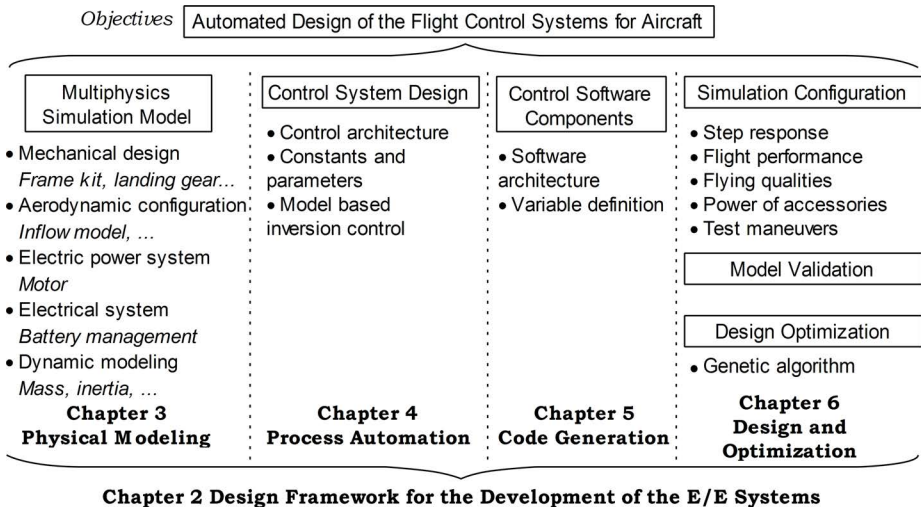 Objectives Automated Design of the Flight Control Systems for Aircraft
Multiphysics
Simulation Model
• Mechanical design
Frame kit, landing gear...
• Aerodynamic configuration
Inflow model, ...
• Electric power system
Motor
• Electrical system
Battery management
• Dynamic modeling
Mass, inertia, ...
Chapter 3
Physical Modeling
Control System Design
• Control architecture
• Constants and
parameters
• Model based
inversion control
Chapter 4
Process Automation
Control Software
Components
• Software
architecture
• Variable definition
Chapter 5
Code Generation
Simulation Configuration
• Step response
• Flight performance
• Flying qualities
• Power of accessories
• Test maneuvers
Model Validation
Design Optimization
• Genetic algorithm
Chapter 6
Design and
Optimization
Chapter 2 Design Framework for the Development of the E/E Systems